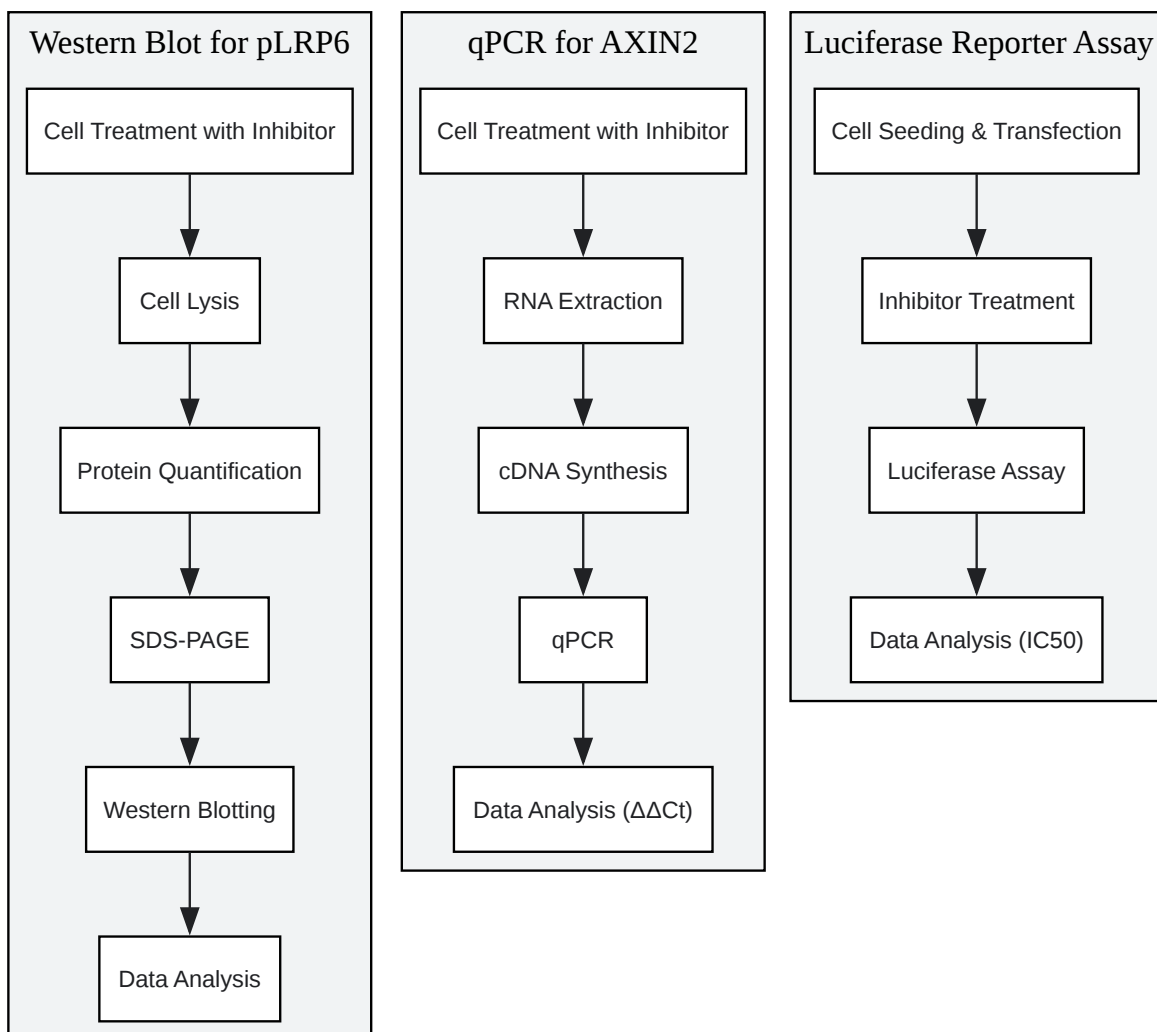 Western Blot for pLRP6
Cell Treatment with Inhibitor
Cell Lysis
Protein Quantification
SDS-PAGE
Western Blotting
Data Analysis
qPCR for AXIN2
Cell Treatment with Inhibitor
RNA Extraction
cDNA Synthesis
qPCR
Data Analysis (ΔΔCt)
Luciferase Reporter Assay
Cell Seeding & Transfection
Inhibitor Treatment
Luciferase Assay
Data Analysis (IC50)